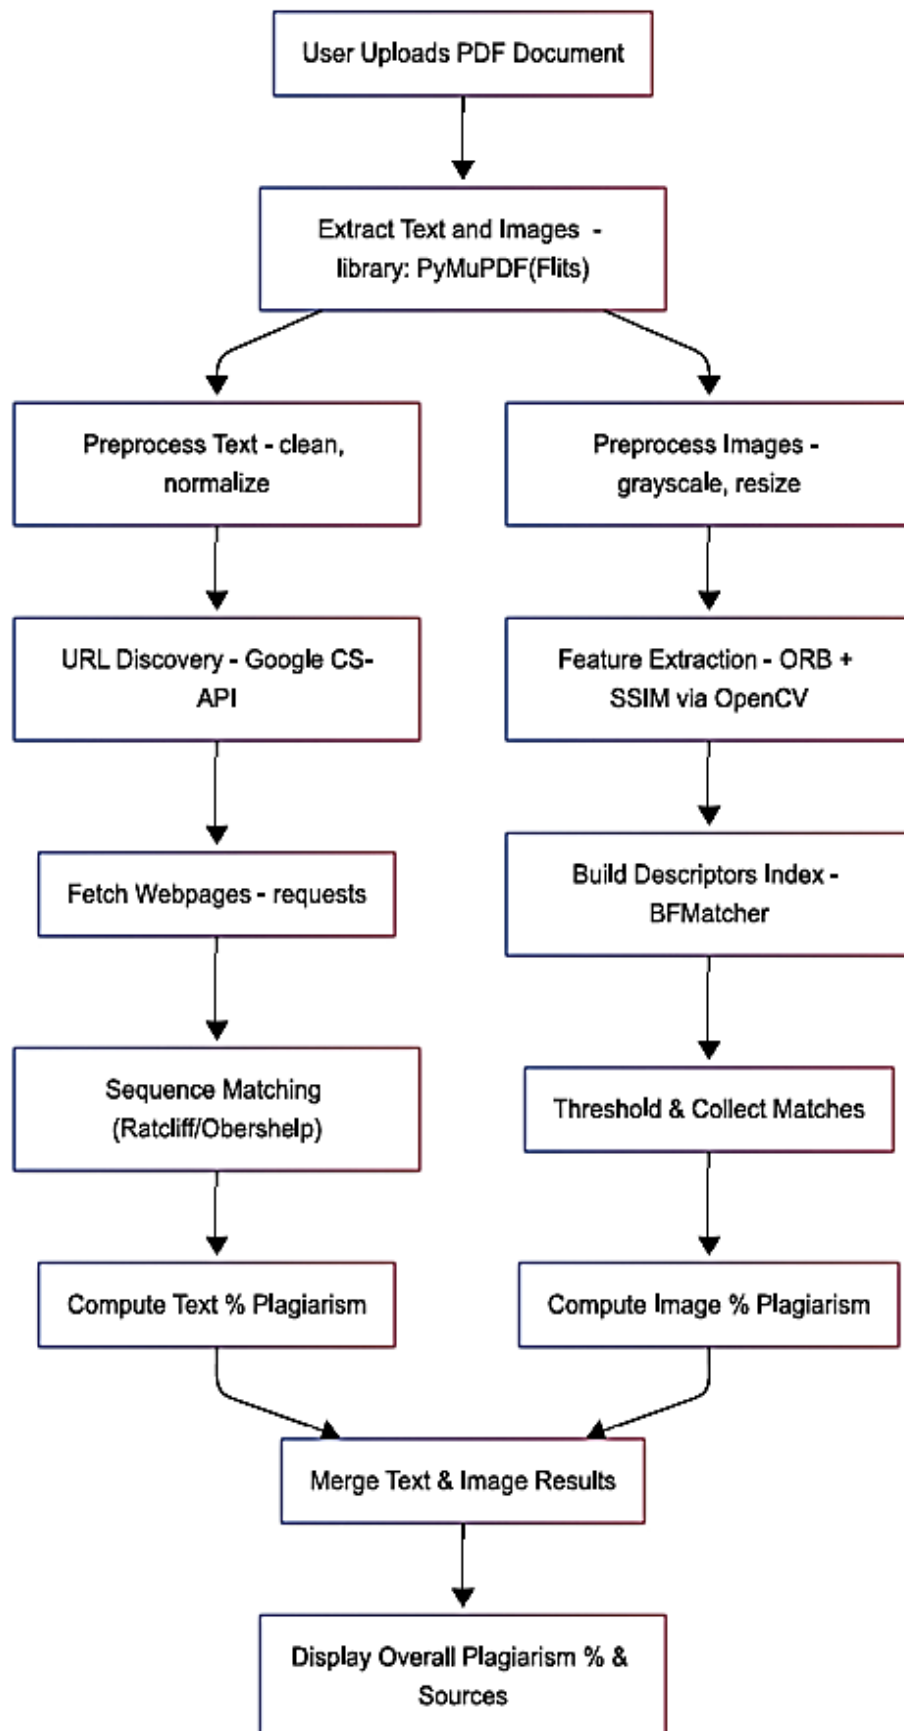 User Uploads PDF Document
Extract Text and Images -
library: PyMuPDF(Flits)
Preprocess Text - clean,
normalize
Preprocess Images -
grayscale, resize
URL Discovery - Google CS-
API
Feature Extraction - ORB +
SSIM via OpenCV
Fetch Webpages - requests
Build Descriptors Index -
BFMatcher
Sequence Matching
(Ratcliff/Obershelp)
Threshold & Collect Matches
Compute Text % Plagiarism
Compute Image % Plagiarism
Merge Text & Image Results
Display Overall Plagiarism % &
Sources